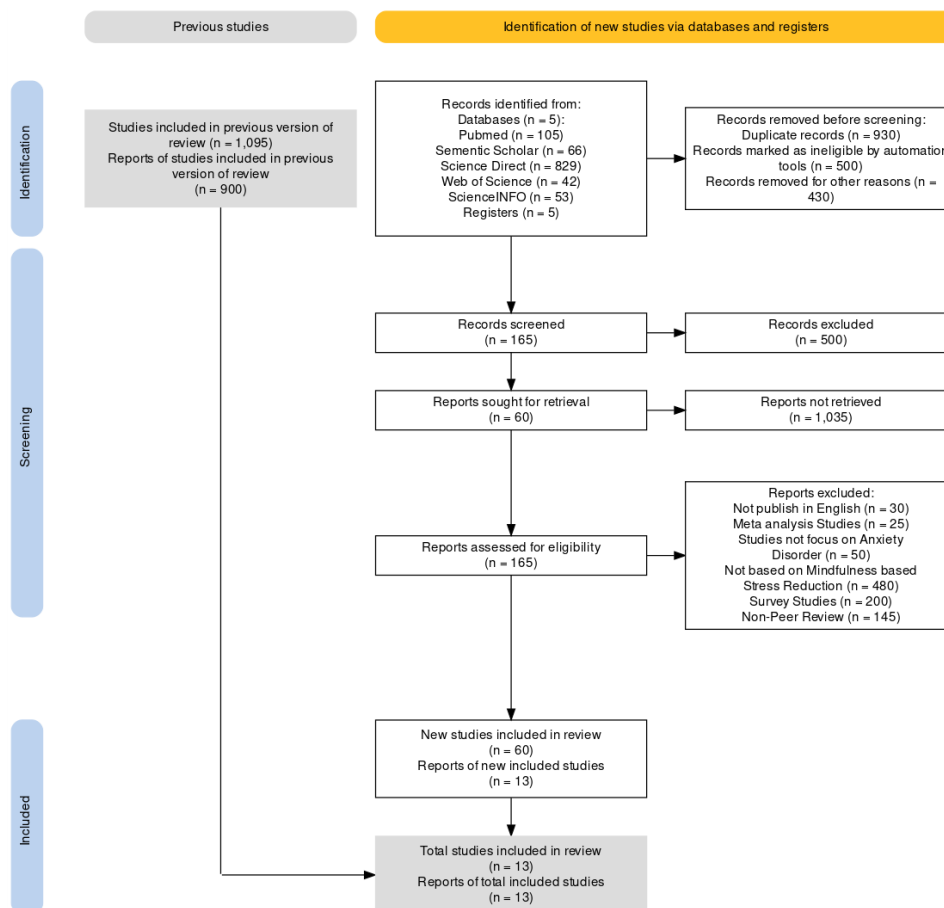 Previous studies
Identification of new studies via databases and registers
Identification
Studies included in previous version of
review (n = 1,095)
Reports of studies included in previous
version of review
(n = 900)
Records identified from:
Databases (n = 5):
Pubmed (n = 105)
Sementic Scholar (n = 66)
Science Direct (n = 829)
Web of Science (n = 42)
ScienceINFO (n = 53)
Registers (n = 5)
Records removed before screening:
Duplicate records (n = 930)
Records marked as ineligible by automation
tools (n = 500)
Records removed for other reasons (n =
430)
Screening
Records screened
(n = 165)
Records excluded
(n = 500)
Reports sought for retrieval
(n = 60)
Reports not retrieved
(n = 1,035)
Reports assessed for eligibility
(n = 165)
Reports excluded:
Not publish in English (n = 30)
Meta analysis Studies (n = 25)
Studies not focus on Anxiety
Disorder (n = 50)
Not based on Mindfulness based
Stress Reduction (n = 480)
Survey Studies (n = 200)
Non-Peer Review (n = 145)
Included
New studies included in review
(n = 60)
Reports of new included studies
(n = 13)
Total studies included in review
(n = 13)
Reports of total included studies
(n = 13)